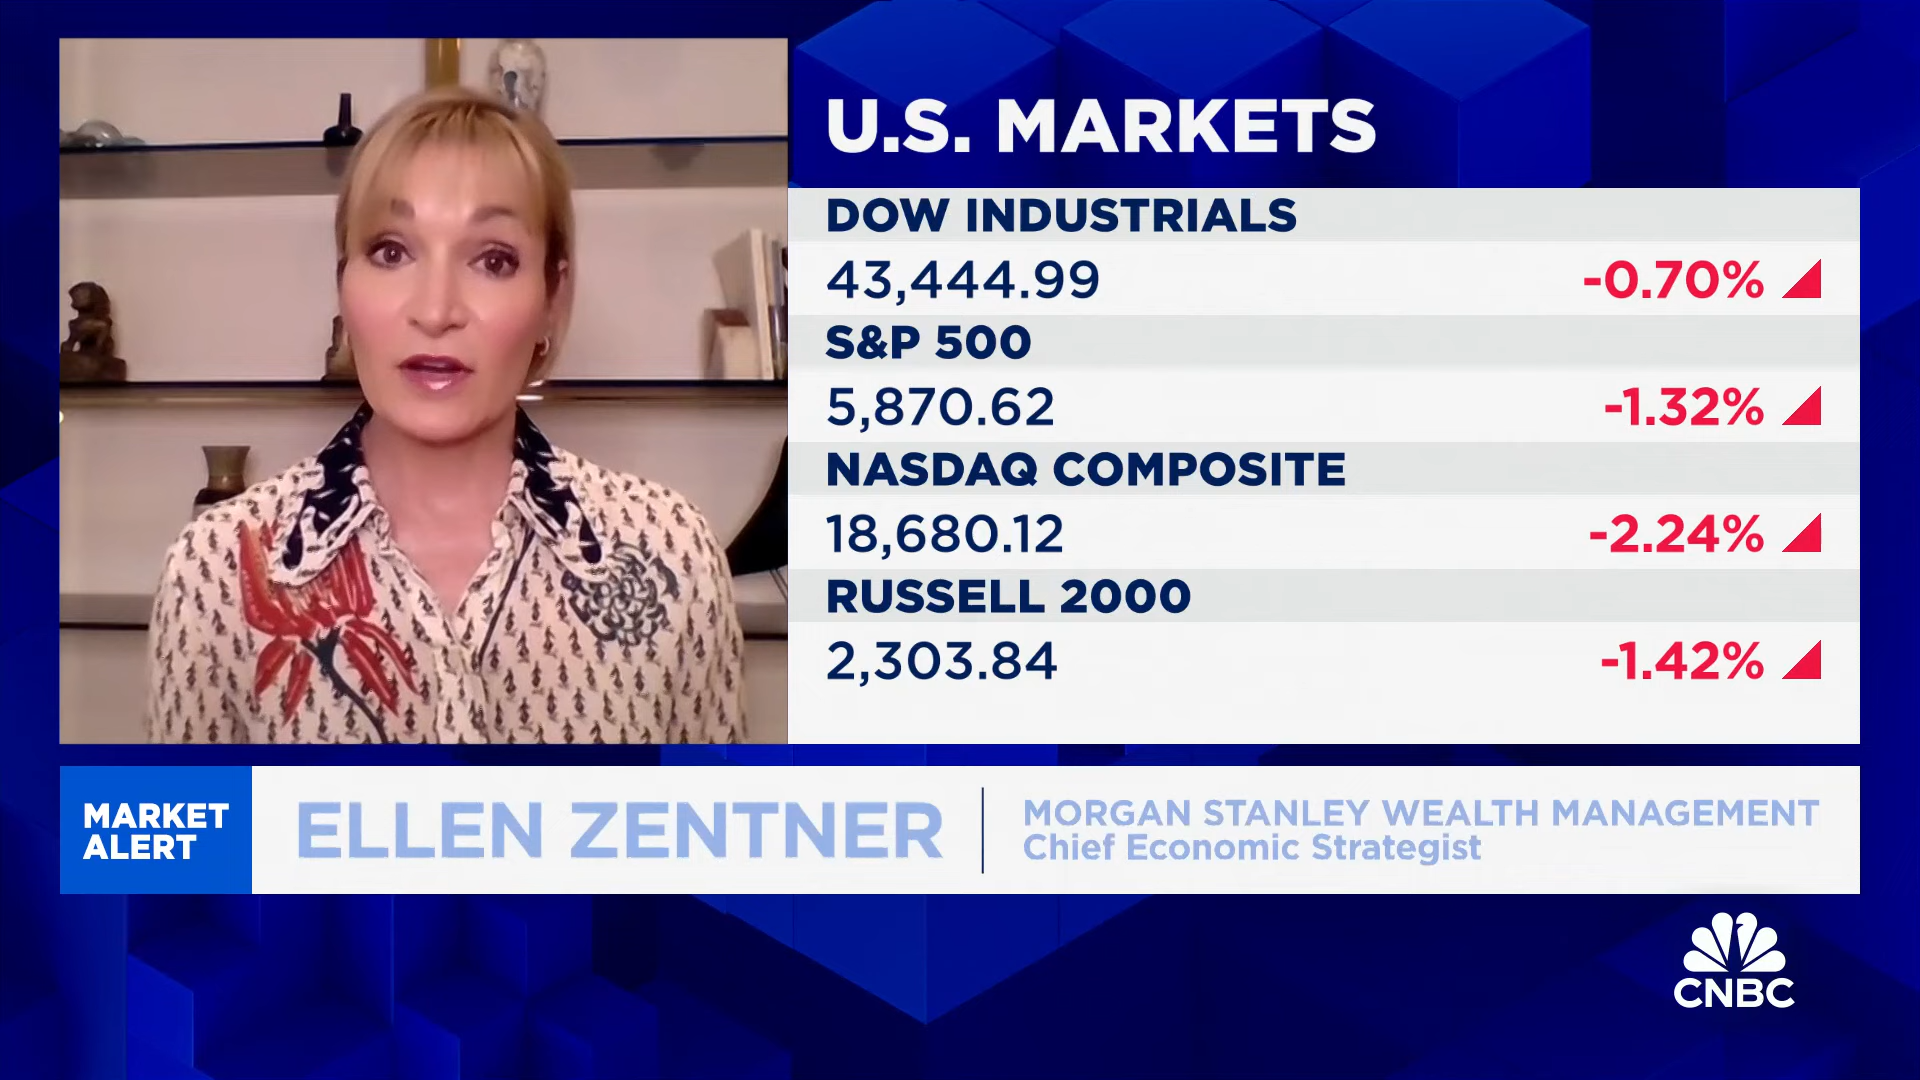 U.S. MARKETS
DOW INDUSTRIALS
43,444.99 -0.70%
S&P 500
5,870.62 -1.32%
NASDAQ COMPOSITE
18,680.12 -2.24%
RUSSELL 2000
2,303.84 -1.42%
MARKET
ALERT
ELLEN ZENTNER
MORGAN STANLEY WEALTH MANAGEMENT
Chief Economic Strategist
CNBC